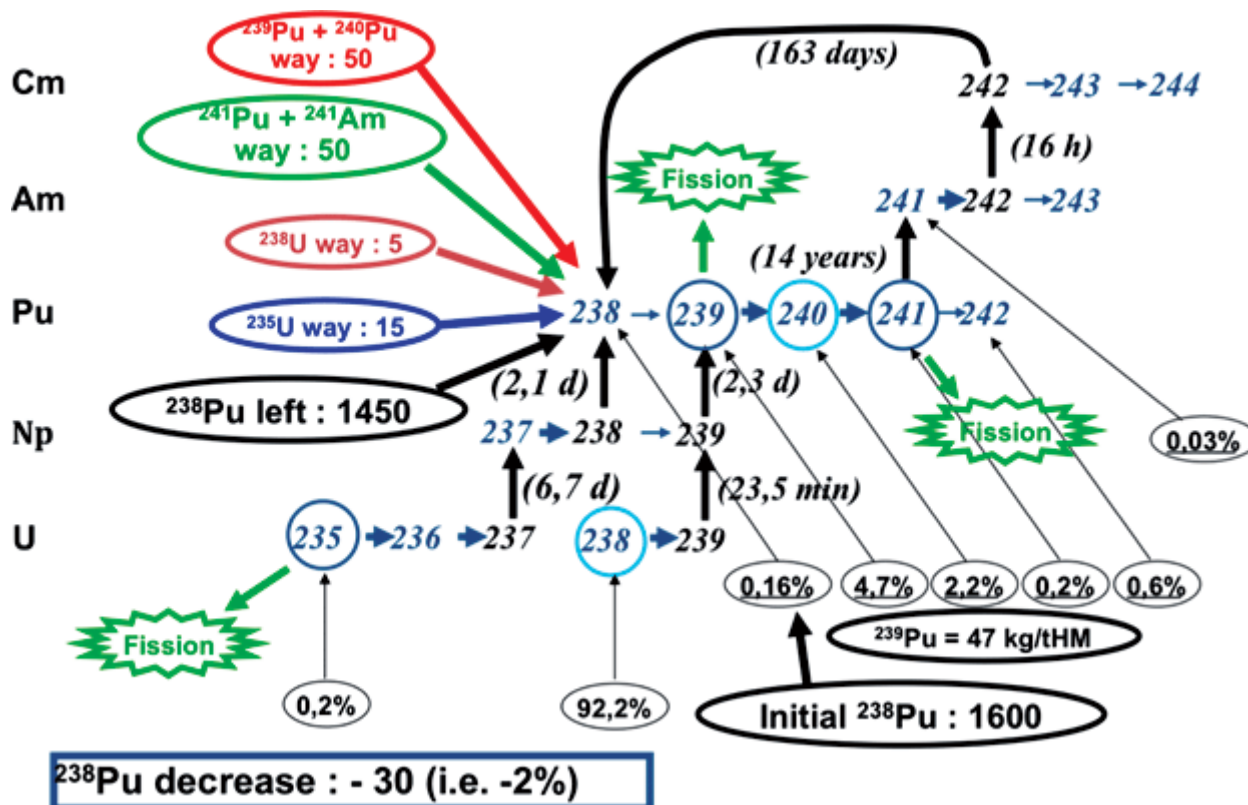 ²³⁹Pu + ²⁴⁰Pu
way : 50
(163 days)
Cm
242 243 244
²⁴¹Pu + ²⁴¹Am
way : 50
(16 h)
Fission
Am
241 242 243
²³⁸U way : 5
(14 years)
Pu
238 239 240 241 242
²³⁵U way : 15
(2,1 d)
(2,3 d)
²³⁸Pu left : 1450
Np
237 238 239
Fission
0,03%
(6,7 d)
(23,5 min)
U
235 236 237 238 239
0,16% 4,7% 2,2% 0,2% 0,6%
Fission
²³⁹Pu = 47 kg/tHM
0,2%
92,2%
Initial ²³⁸Pu : 1600
²³⁸Pu decrease : - 30 (i.e. -2%)